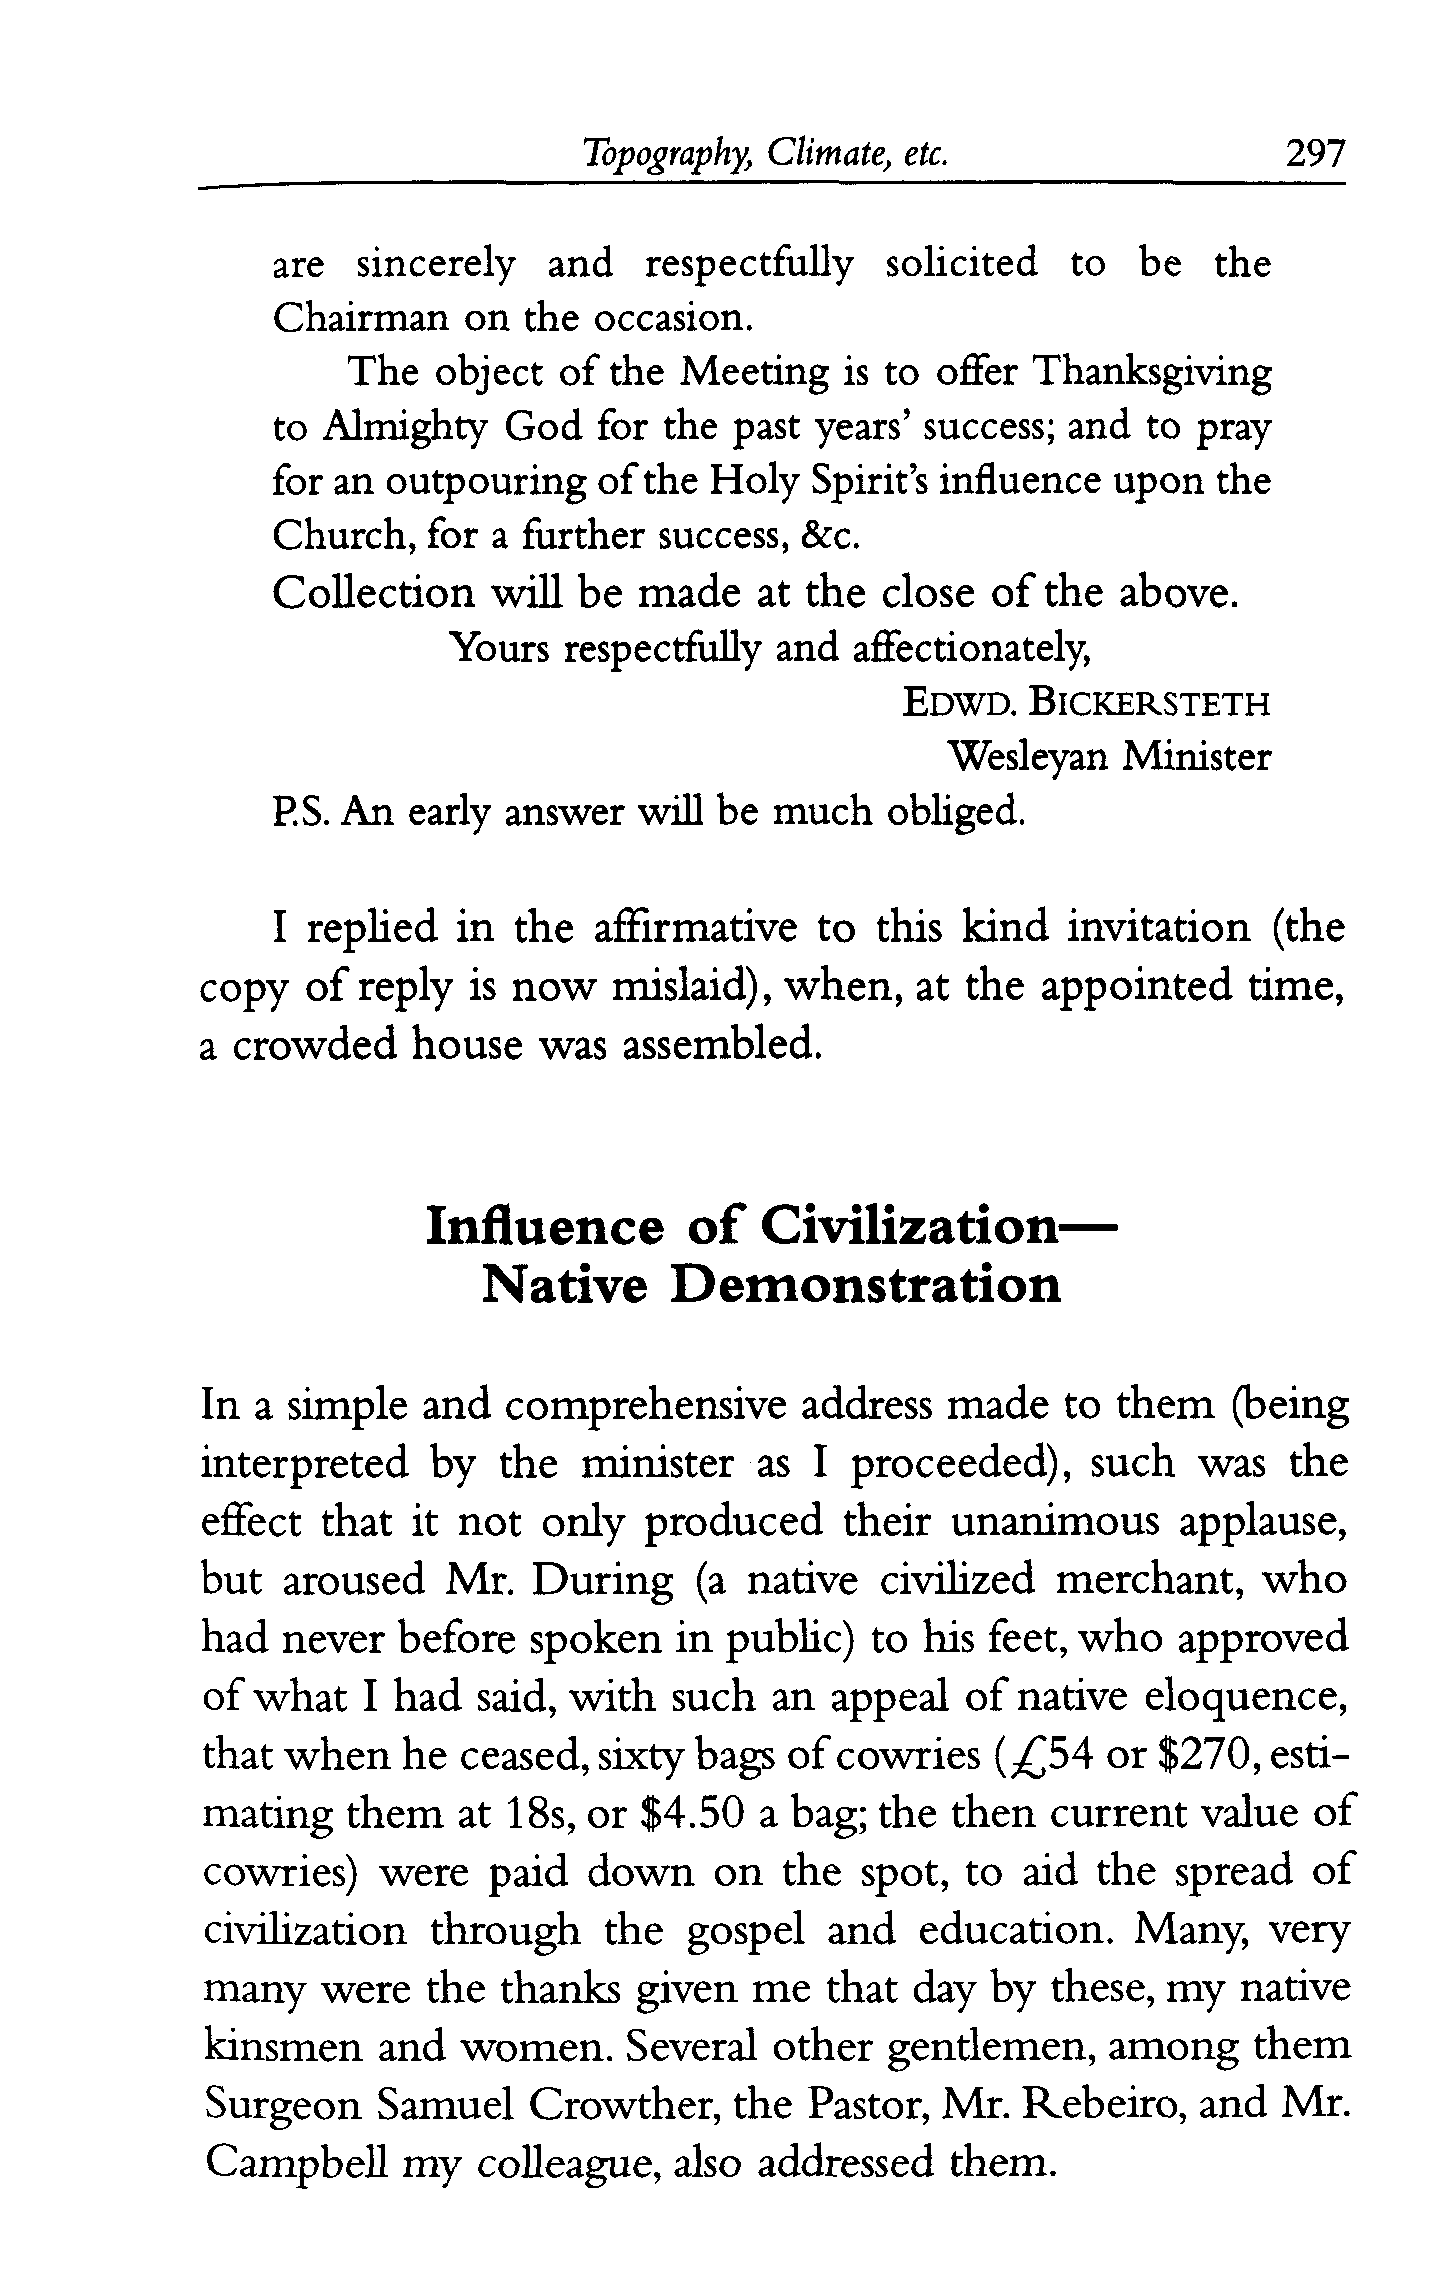 Topography, Climate, etc. 297
are sincerely and respectfully solicited to be the
Chairman on the occasion.
The object of the Meeting is to offer Thanksgiving
to Almighty God for the past years' success; and to pray
for an outpouring of the Holy Spirit's influence upon the
Church, for a further success, &c.
Collection will be made at the close of the above.
Yours respectfully and affectionately,
EDWD. BICKERSTETH
Wesleyan Minister
P.S. An early answer will be much obliged.
I replied in the affirmative to this kind invitation (the
copy of reply is now mislaid), when, at the appointed time,
a crowded house was assembled.
Influence of Civilization—
Native Demonstration
In a simple and comprehensive address made to them (being
interpreted by the minister as I proceeded), such was the
effect that it not only produced their unanimous applause,
but aroused Mr. During (a native civilized merchant, who
had never before spoken in public) to his feet, who approved
of what I had said, with such an appeal of native eloquence,
that when he ceased, sixty bags of cowries (£54 or $270, esti-
mating them at 18s, or $4.50 a bag; the then current value of
cowries) were paid down on the spot, to aid the spread of
civilization through the gospel and education. Many, very
many were the thanks given me that day by these, my native
kinsmen and women. Several other gentlemen, among them
Surgeon Samuel Crowther, the Pastor, Mr. Rebeiro, and Mr.
Campbell my colleague, also addressed them.